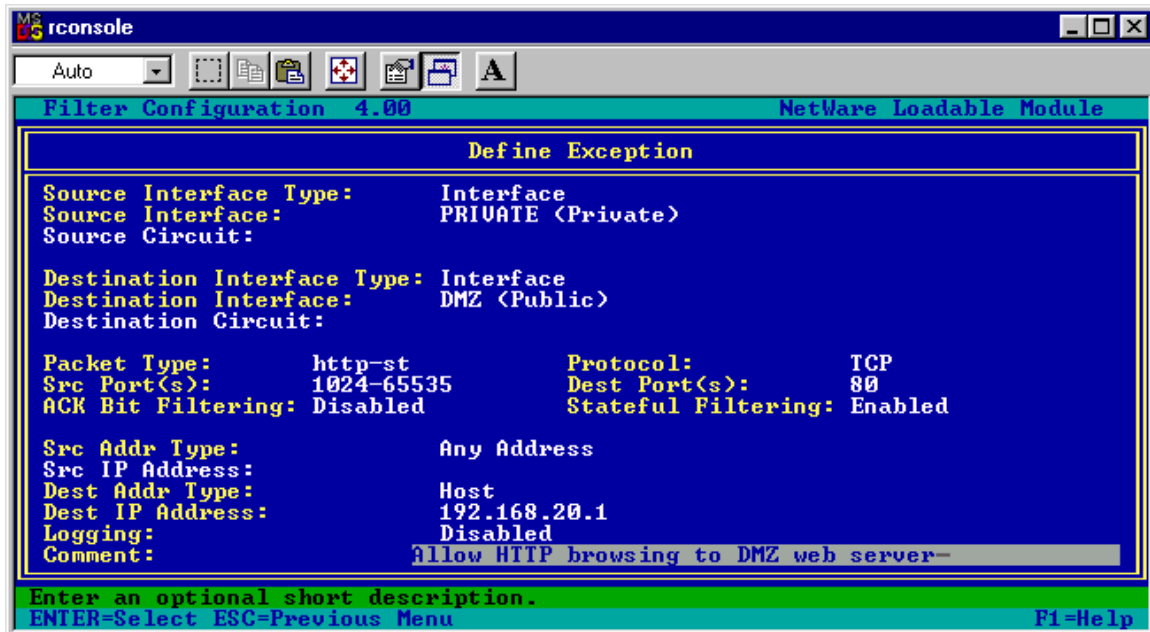 MS DOS rconsole
Auto A
Filter Configuration 4.00 NetWare Loadable Module
Define Exception
Source Interface Type: Interface
Source Interface: PRIVATE (Private)
Source Circuit:
Destination Interface Type: Interface
Destination Interface: DMZ (Public)
Destination Circuit:
Packet Type: http-st Protocol: TCP
Src Port(s): 1024-65535 Dest Port(s): 80
ACK Bit Filtering: Disabled Stateful Filtering: Enabled
Src Addr Type: Any Address
Src IP Address:
Dest Addr Type: Host
Dest IP Address: 192.168.20.1
Logging: Disabled
Comment: Allow HTTP browsing to DMZ web server
Enter an optional short description.
ENTER=Select ESC=Previous Menu F1=Help